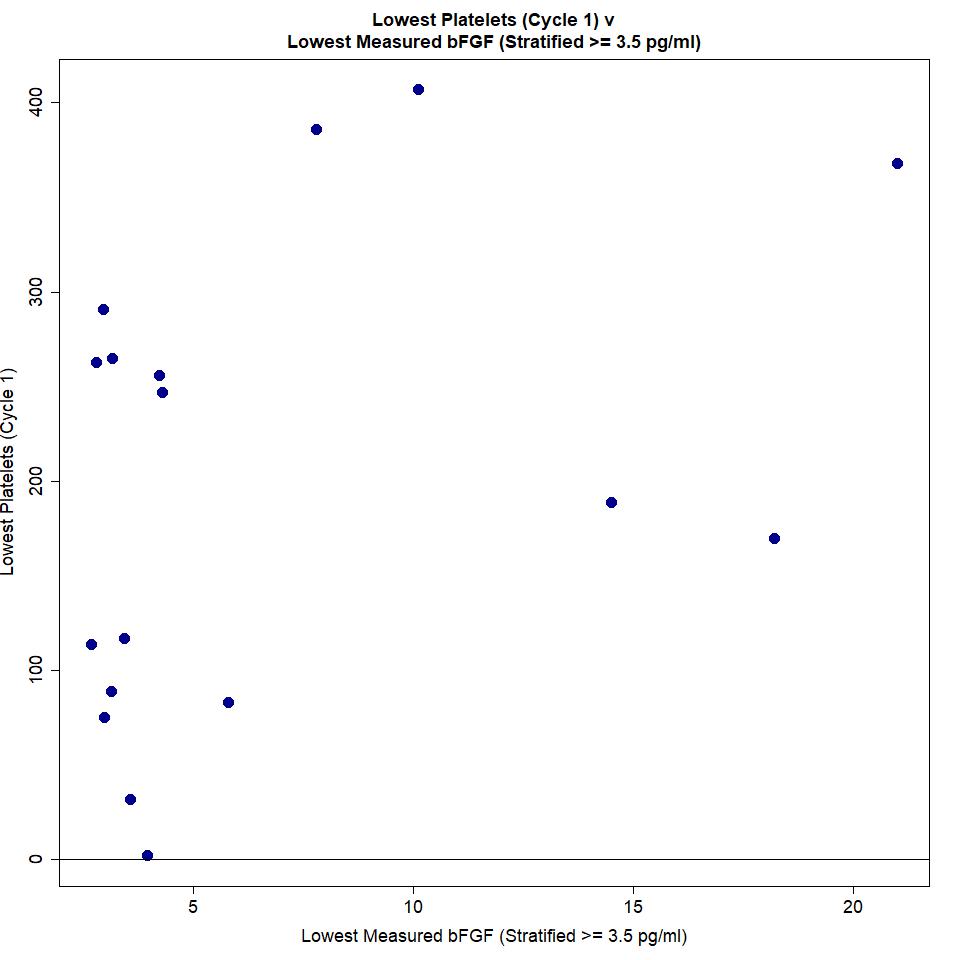 Lowest Platelets (Cycle 1) v
Lowest Measured bFGF (Stratified >= 3.5 pg/ml)
400
300
200
100
0
Lowest Platelets (Cycle 1)
5 10 15 20
Lowest Measured bFGF (Stratified >= 3.5 pg/ml)